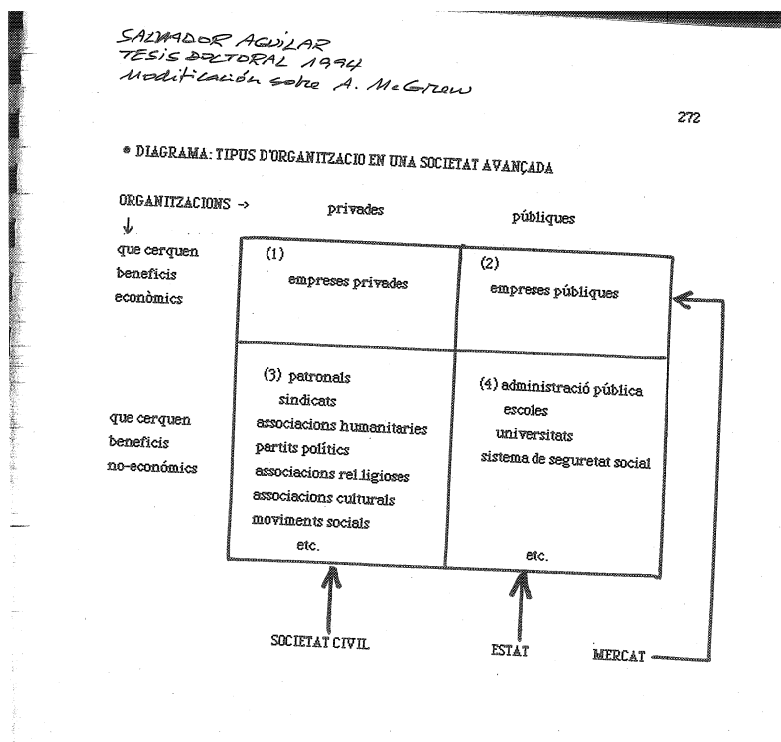 SALVADOR AGUILAR
TESIS DOCTORAL 1994
Modificación sobre A. McGrew
272
* DIAGRAMA: TIPUS D'ORGANITZACIO EN UNA SOCIETAT AVANÇADA
ORGANITZACIONS ->
privades
públiques
que cerquen
beneficis
econòmics
(1)
empreses privades
(2)
empreses públiques
que cerquen
beneficis
no-econòmics
(3) patronals
sindicats
associacions humanitaries
partits polítics
associacions rel.ligioses
associacions culturals
moviments socials
etc.
(4) administració pública
escoles
universitats
sistema de seguretat social
etc.
SOCIETAT CIVIL
ESTAT
MERCAT